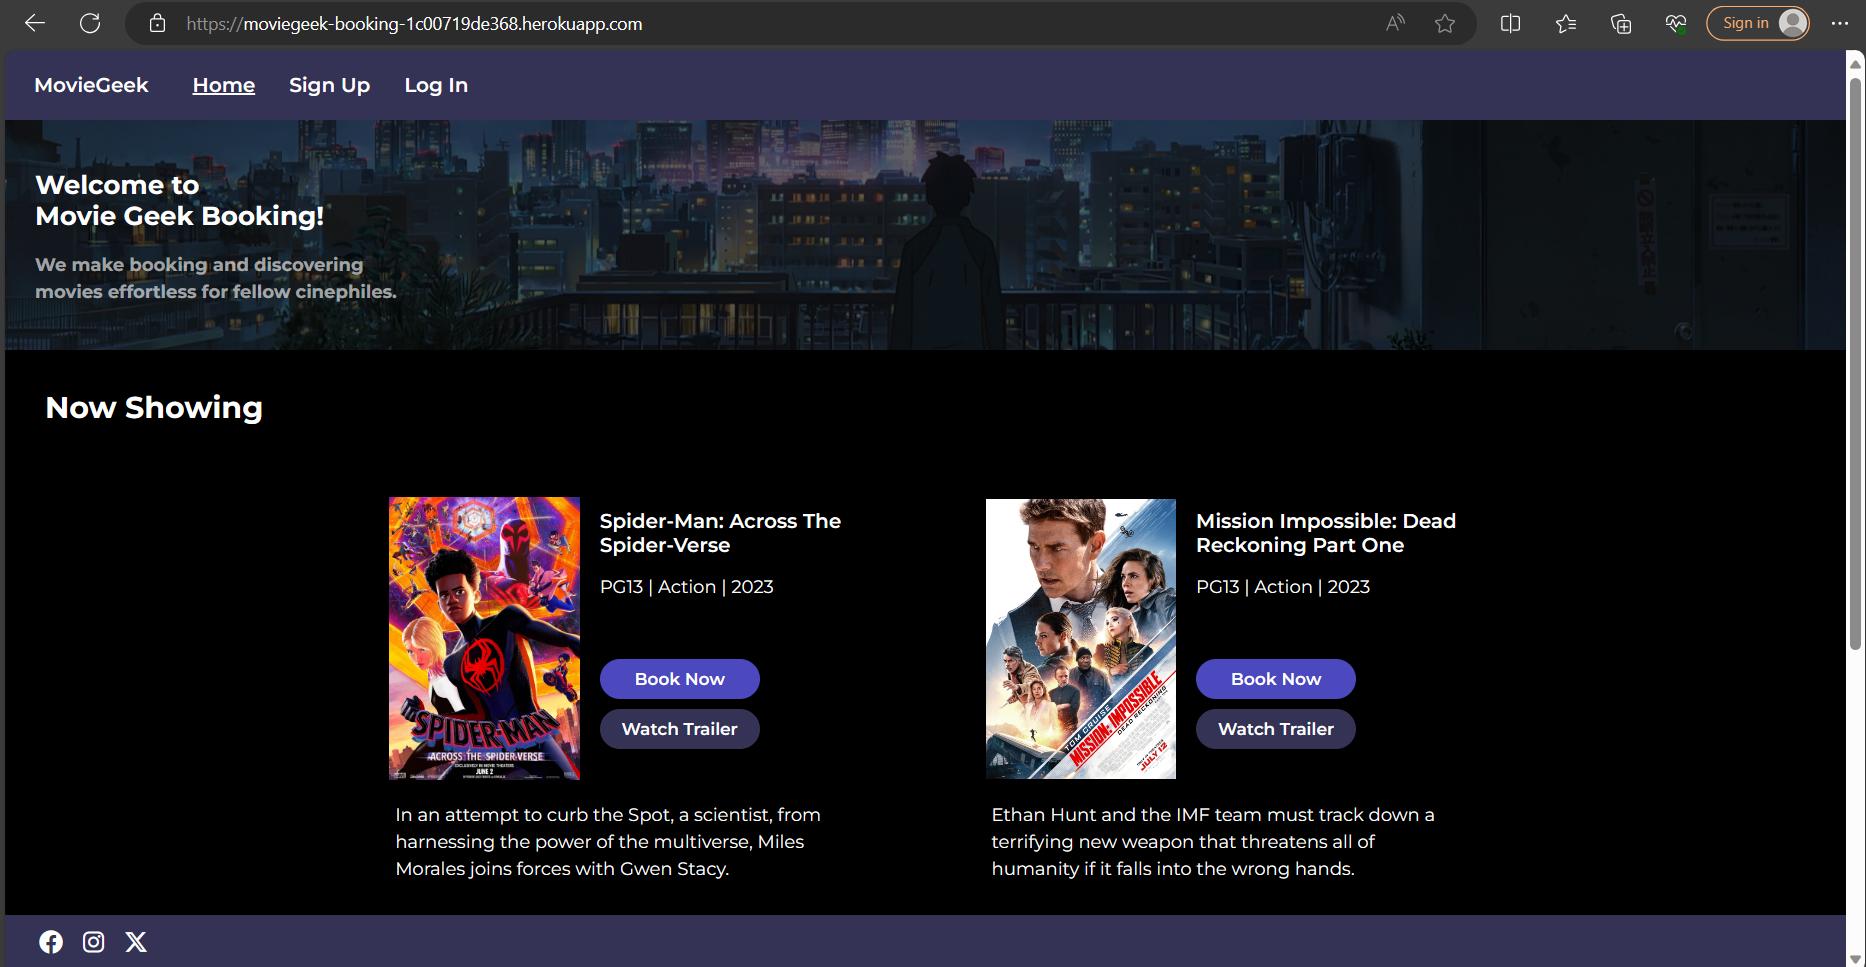 https://moviegeek-booking-1c00719de368.herokuapp.com
Sign in
MovieGeek Home Sign Up Log In
Welcome to
Movie Geek Booking!
We make booking and discovering
movies effortless for fellow cinephiles.
Now Showing
Spider-Man: Across The
Spider-Verse
PG13 | Action | 2023
Book Now
Watch Trailer
SPIDER-MAN
ACROSS THE SPIDER-VERSE
EXCLUSIVELY IN MOVIE THEATERS
JUNE 2
In an attempt to curb the Spot, a scientist, from
harnessing the power of the multiverse, Miles
Morales joins forces with Gwen Stacy.
Mission Impossible: Dead
Reckoning Part One
PG13 | Action | 2023
Book Now
Watch Trailer
TOM CRUISE
MISSION: IMPOSSIBLE
DEAD RECKONING
JULY 12
Ethan Hunt and the IMF team must track down a
terrifying new weapon that threatens all of
humanity if it falls into the wrong hands.